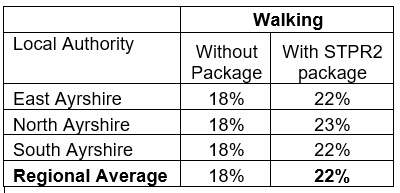 Walking
Local Authority
Without Package
With STPR2 package
East Ayrshire 18% 22%
North Ayrshire 18% 23%
South Ayrshire 18% 22%
Regional Average 18% 22%